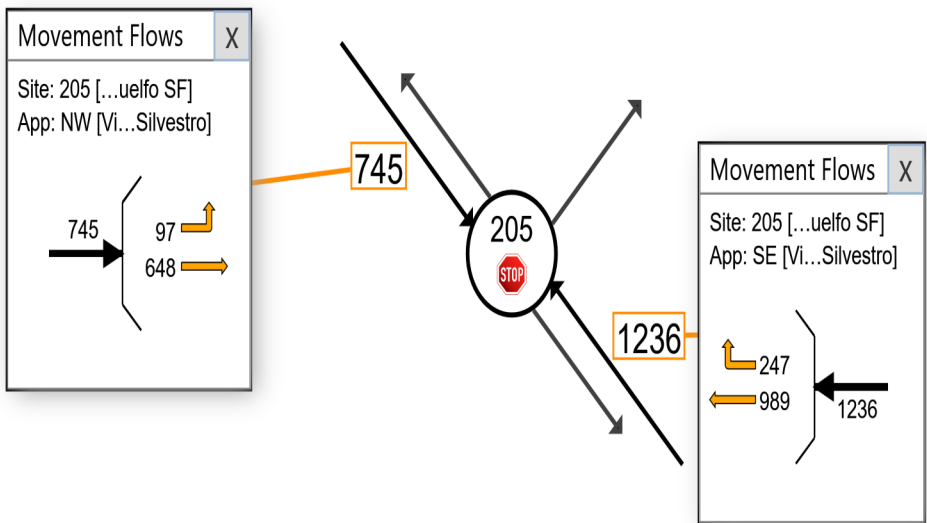 Movement Flows X
Site: 205 [...uelfo SF]
App: NW [Vi...Silvestro]
745
97
648
745
205
STOP
1236
Movement Flows X
Site: 205 [...uelfo SF]
App: SE [Vi...Silvestro]
247
989
1236